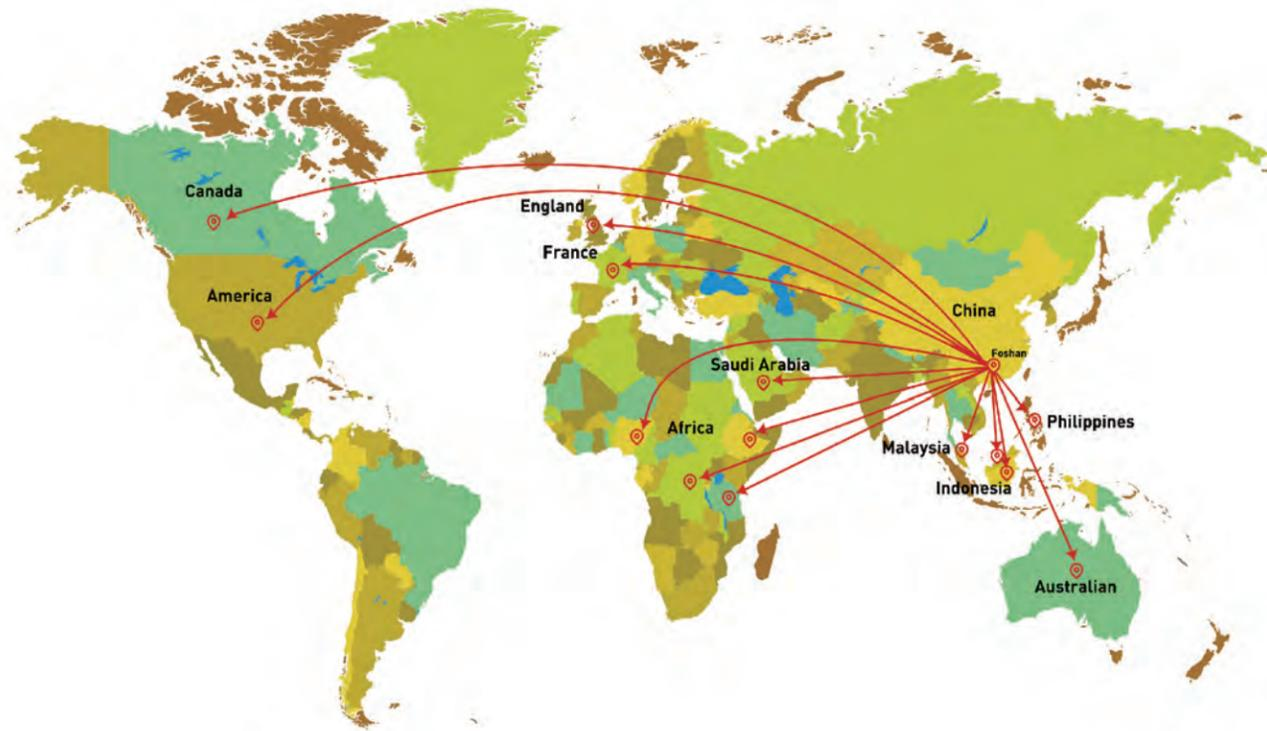 Canada
England
France
America
China
Foshan
Saudi Arabia
Africa
Philippines
Malaysia
Indonesia
Australian